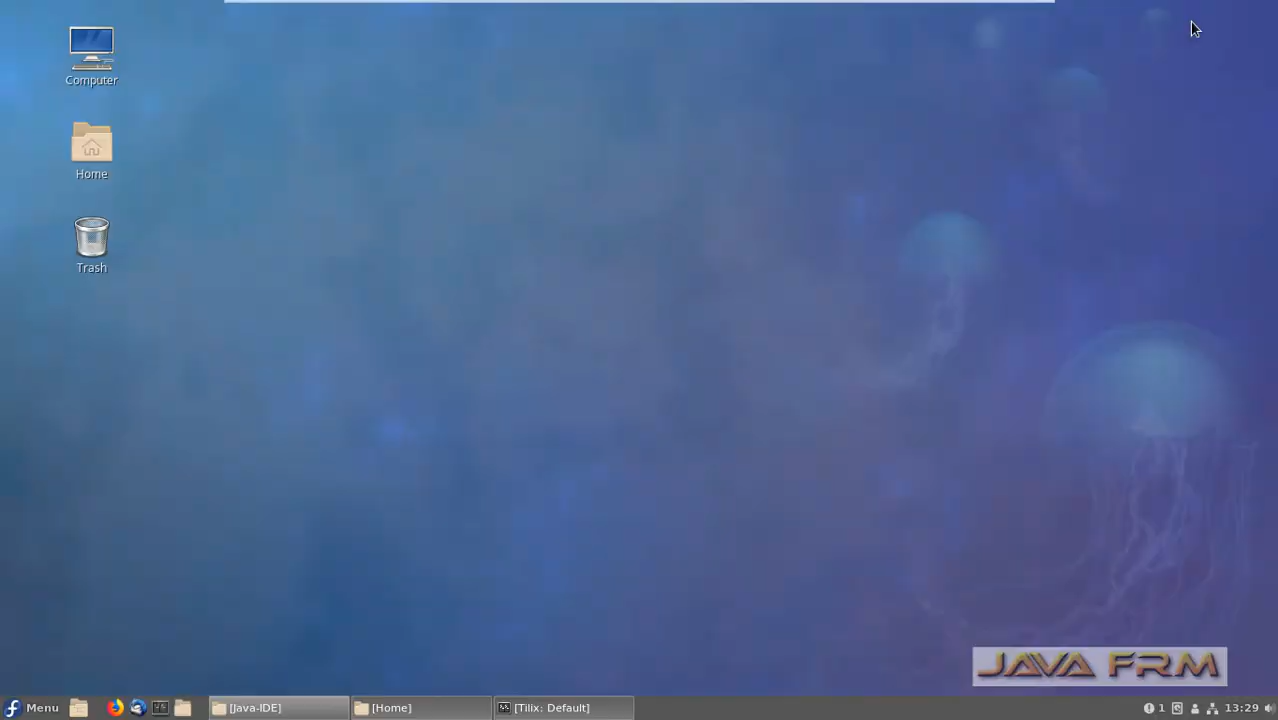 Computer
Home
Trash
JAVA FRM
Menu
[Java-IDE]
[Home]
[Tilix: Default]
1
13:29